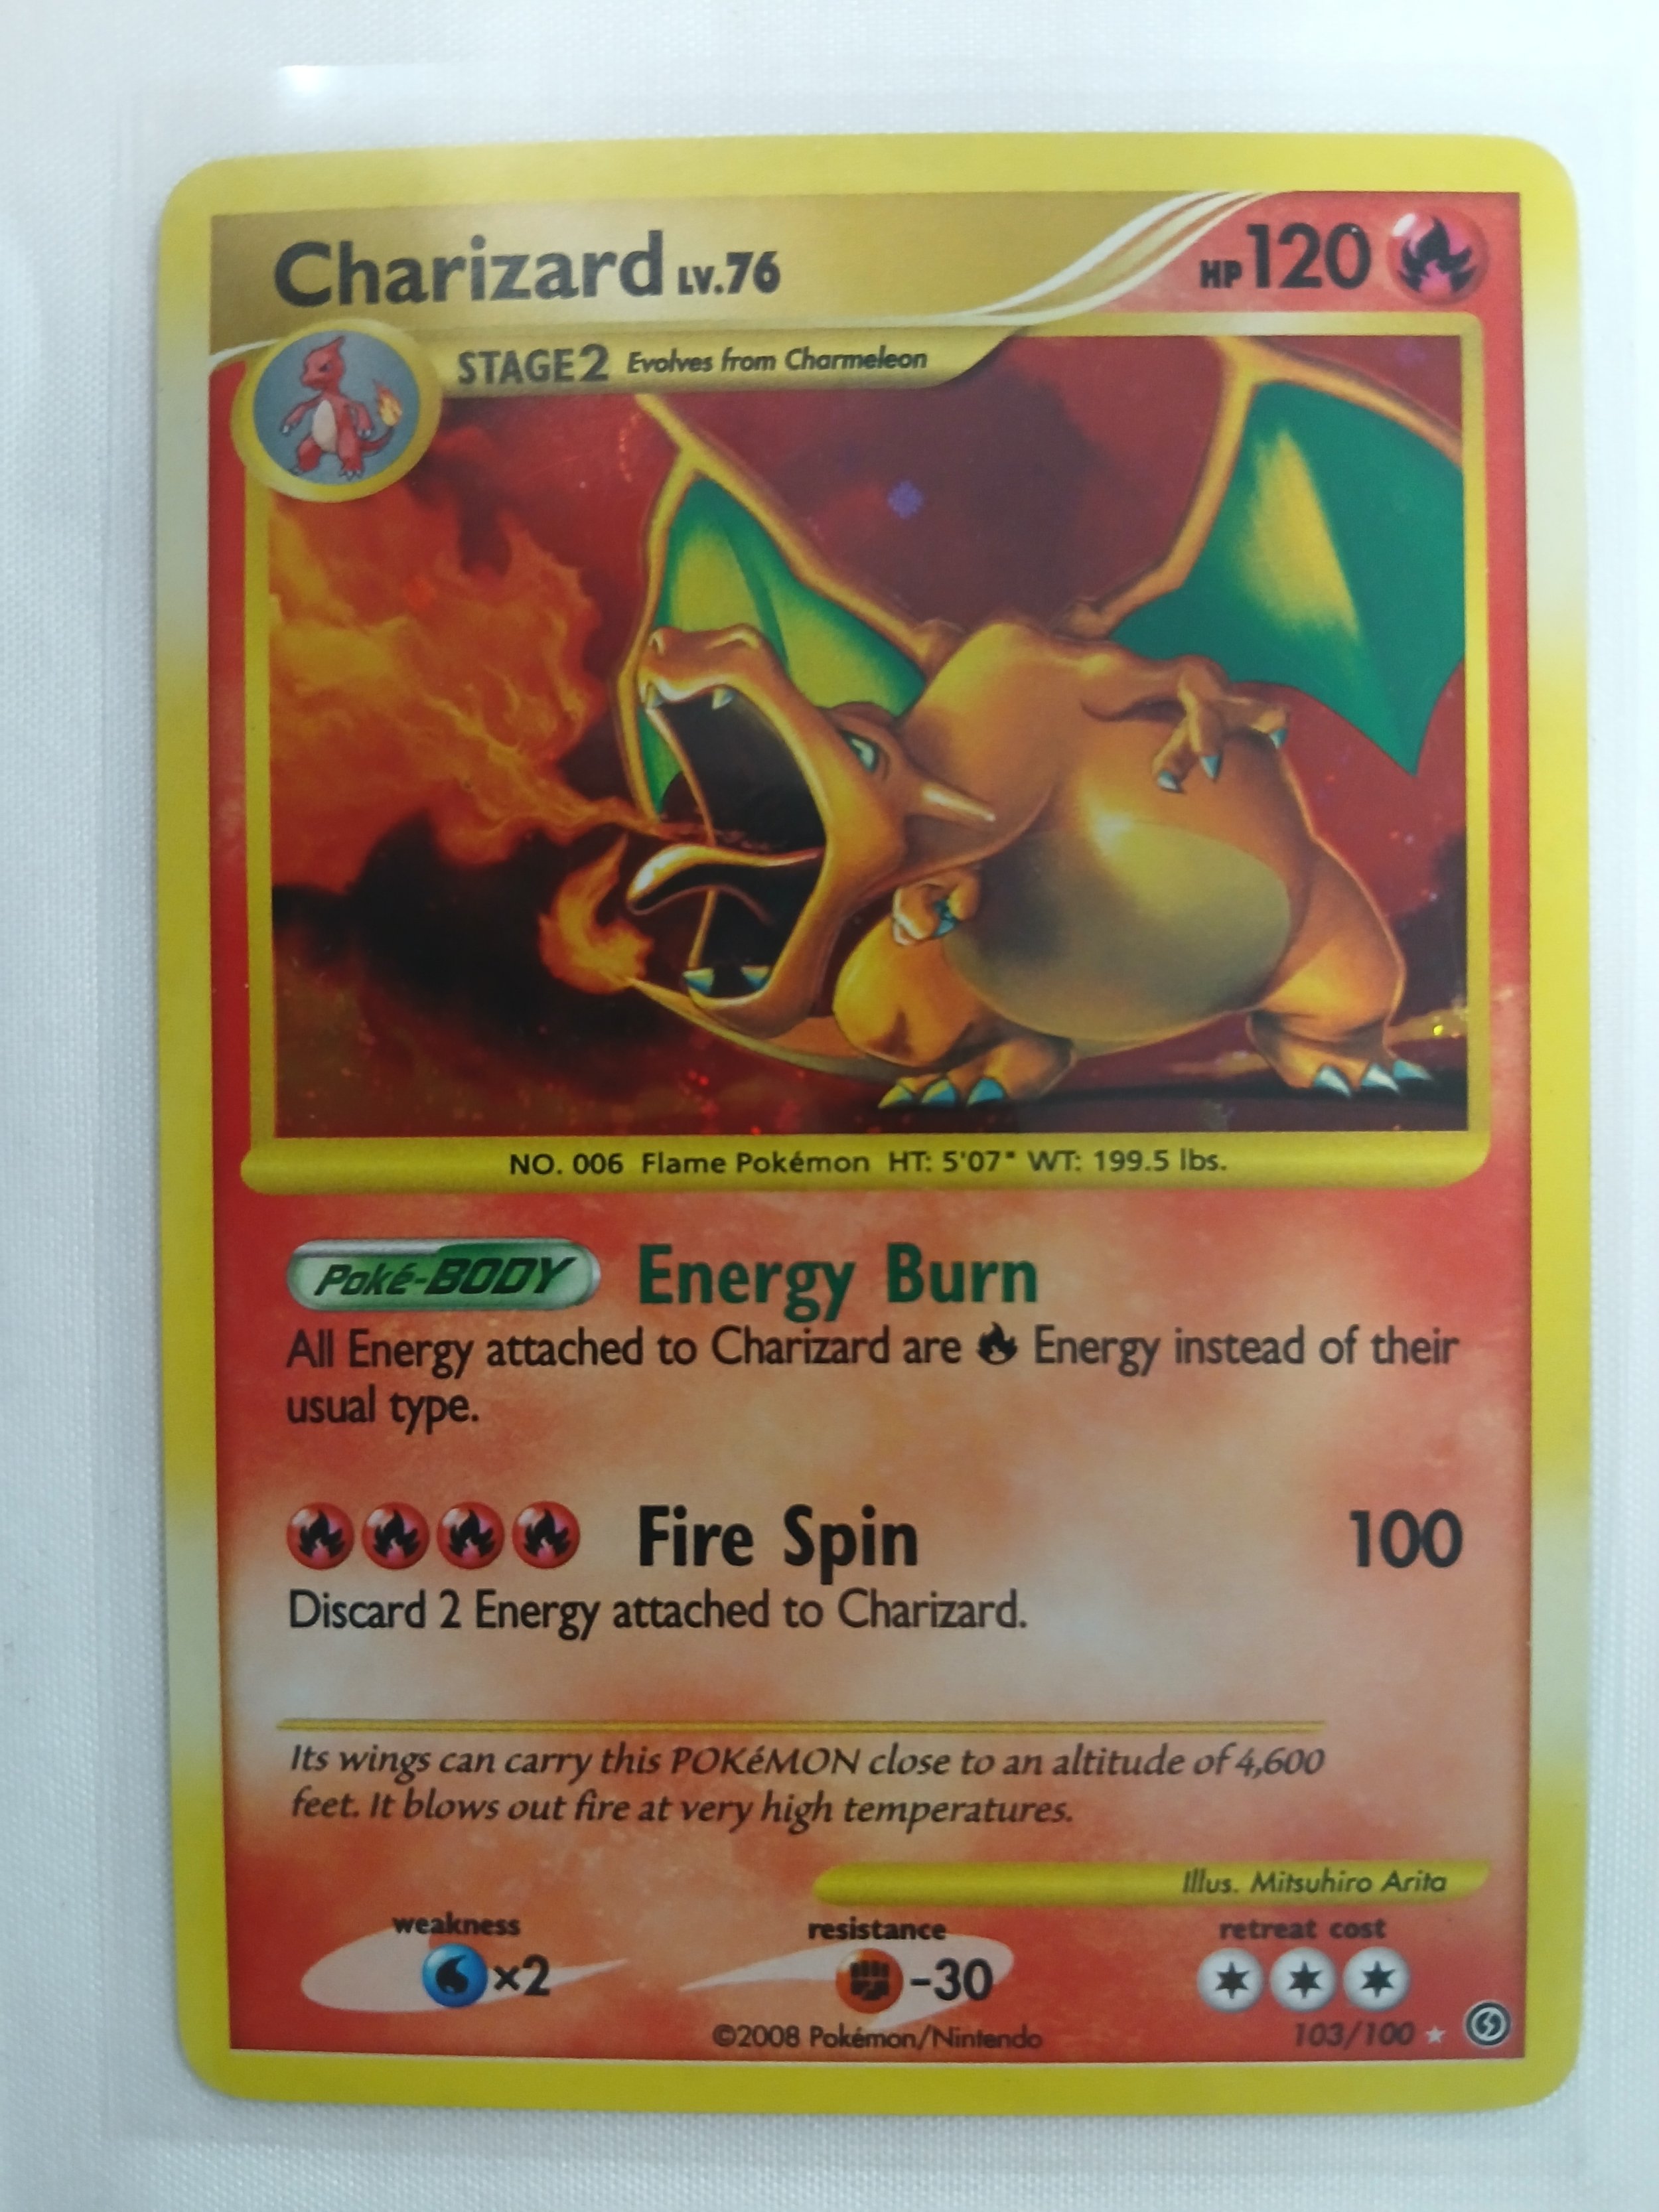 Charizard LV.76 HP 120
STAGE 2 Evolves from Charmeleon
NO. 006 Flame Pokémon HT: 5'07" WT: 199.5 lbs.
Poké-BODY Energy Burn
All Energy attached to Charizard are Energy instead of their
usual type.
Fire Spin 100
Discard 2 Energy attached to Charizard.
Its wings can carry this POKéMON close to an altitude of 4,600
feet. It blows out fire at very high temperatures.
Illus. Mitsuhiro Arita
weakness resistance retreat cost
×2 -30
©2008 Pokémon/Nintendo 103/100